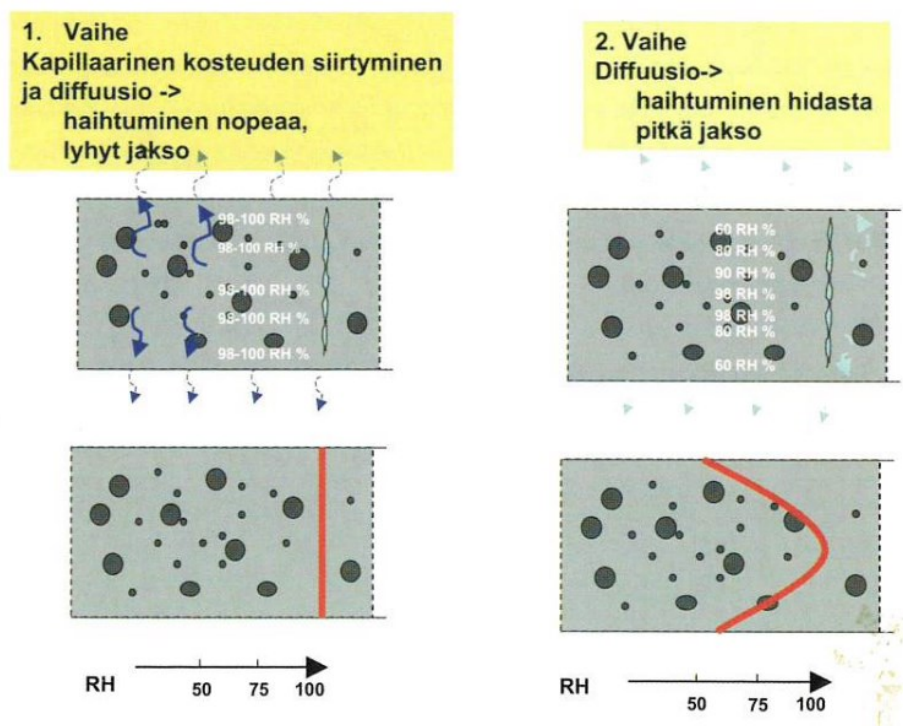 1. Vaihe
Kapillaarinen kosteuden siirtyminen
ja diffuusio ->
haihtuminen nopeaa,
lyhyt jakso
98-100 RH %
98-100 RH %
98-100 RH %
98-100 RH %
98-100 RH %
RH
50 75 100
2. Vaihe
Diffuusio->
haihtuminen hidasta
pitkä jakso
60 RH %
80 RH %
90 RH %
98 RH %
98 RH %
80 RH %
60 RH %
RH
50 75 100